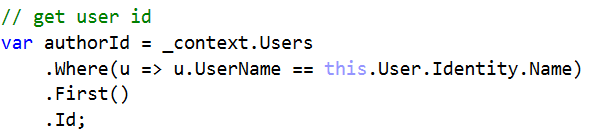 // get user id
var authorId = _context.Users
    .Where(u => u.UserName == this.User.Identity.Name)
    .First()
    .Id;